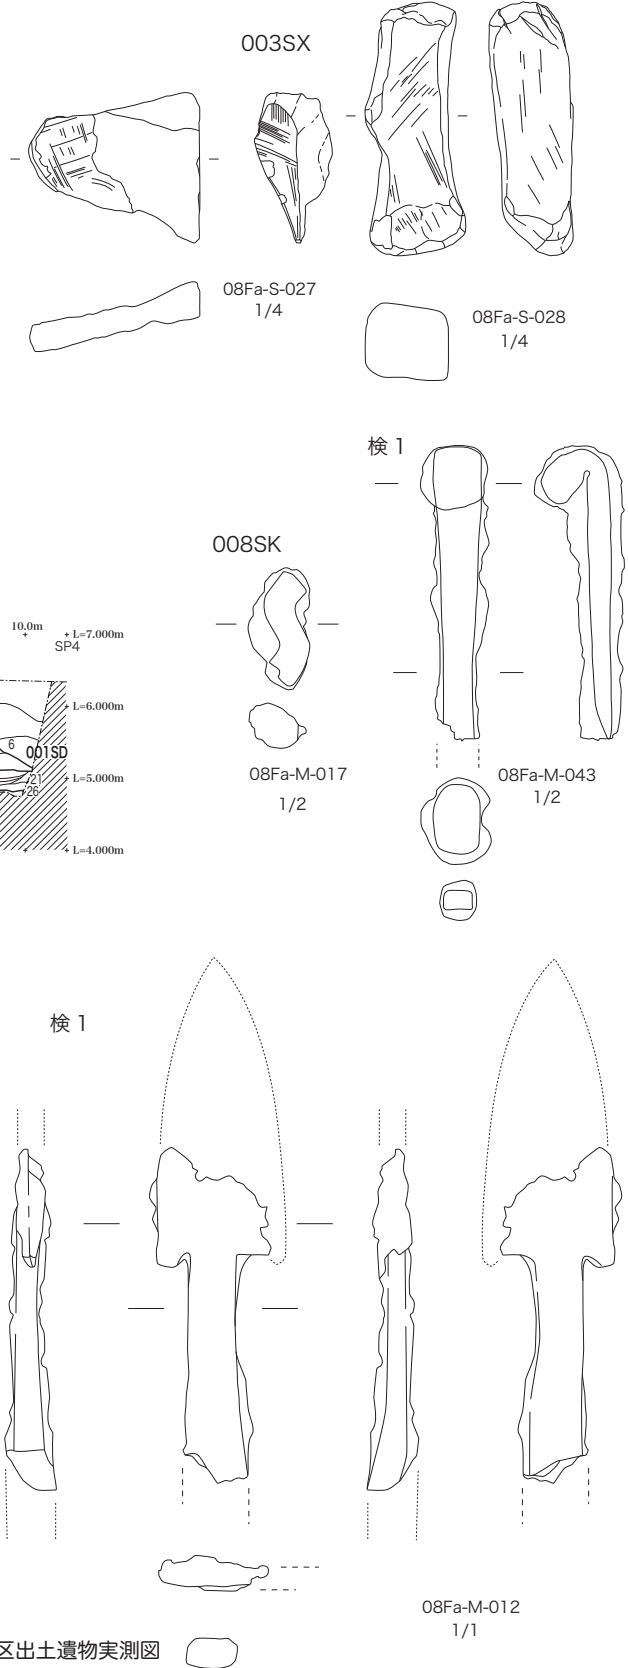 003SX
08Fa-S-027
1/4
08Fa-S-028
1/4
検 1
008SK
10.0m
L=7.000m
SP4
L=6.000m
6
001SD
L=5.000m
21
26
L=4.000m
08Fa-M-017
1/2
08Fa-M-043
1/2
検 1
08Fa-M-012
1/1
区出土遺物実測図